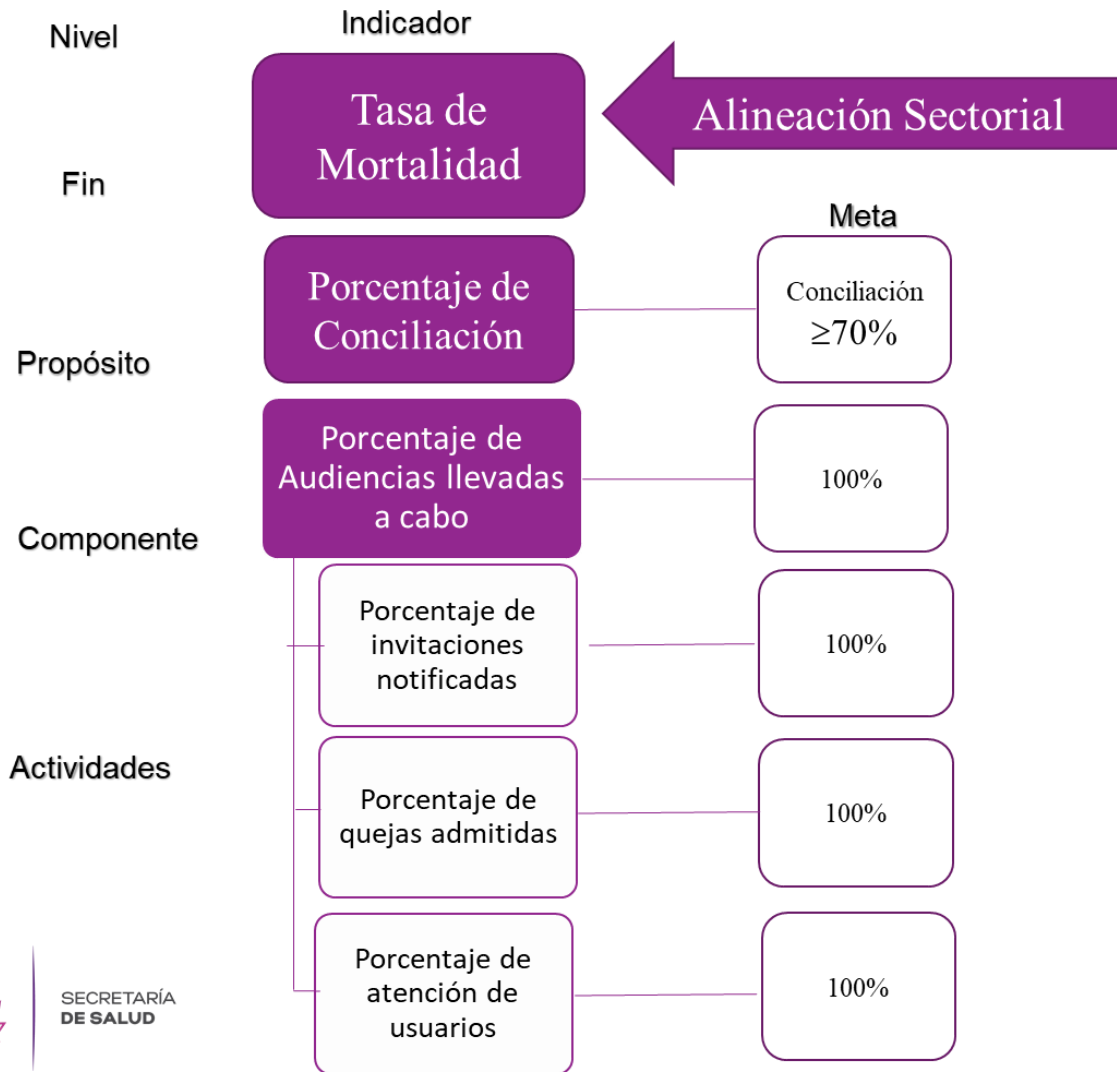 Nivel
Indicador
Tasa de
Mortalidad
Alineación Sectorial
Fin
Meta
Porcentaje de
Conciliación
Conciliación
≥70%
Propósito
Porcentaje de
Audiencias llevadas
a cabo
100%
Componente
Porcentaje de
invitaciones
notificadas
100%
Actividades
Porcentaje de
quejas admitidas
100%
Porcentaje de
atención de
usuarios
100%
SECRETARÍA
DE SALUD